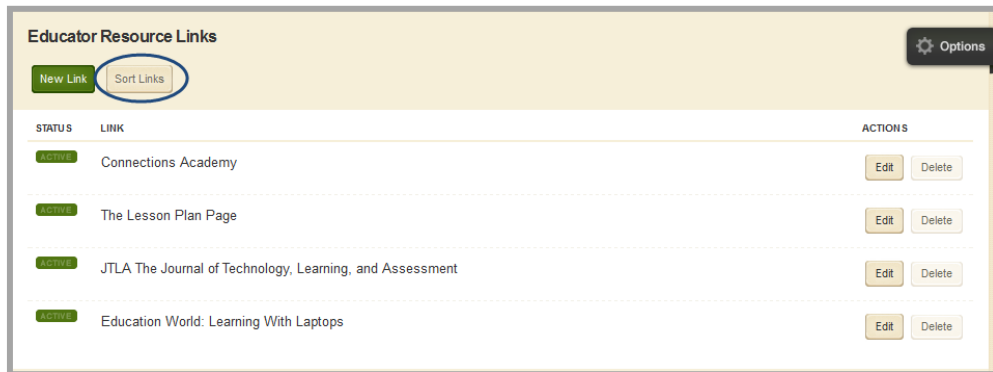 Educator Resource Links
Options
New Link Sort Links
STATUS LINK ACTIONS
ACTIVE Connections Academy Edit Delete
ACTIVE The Lesson Plan Page Edit Delete
ACTIVE JTLA The Journal of Technology, Learning, and Assessment Edit Delete
ACTIVE Education World: Learning With Laptops Edit Delete